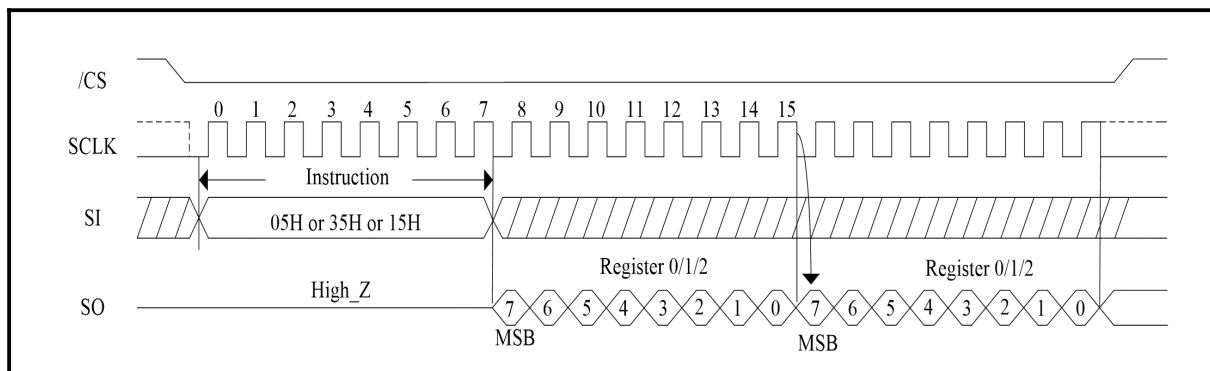 /CS
0 1 2 3 4 5 6 7 8 9 10 11 12 13 14 15
SCLK
Instruction
SI
05H or 35H or 15H
Register 0/1/2 Register 0/1/2
High_Z
SO
7 6 5 4 3 2 1 0 7 6 5 4 3 2 1 0
MSB MSB